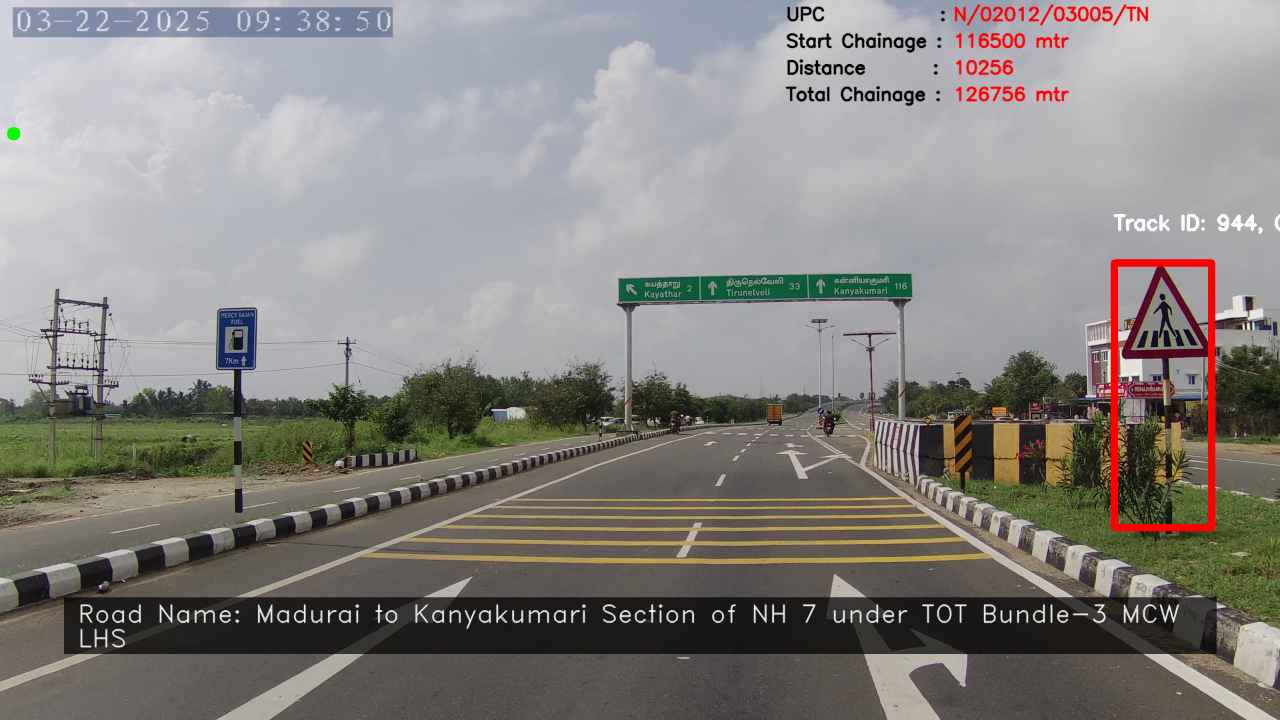 03-22-2025 09:38:50
UPC : N/02012/03005/TN
Start Chainage : 116500 mtr
Distance : 10256
Total Chainage : 126756 mtr
Track ID: 944,
கயத்தாறு
Kayathar 2
திருநெல்வேலி
Tirunelveli 33
கன்னியாகுமரி
Kanyakumari 116
FUEL
7Km
Road Name: Madurai to Kanyakumari Section of NH 7 under TOT Bundle-3 MCW
LHS